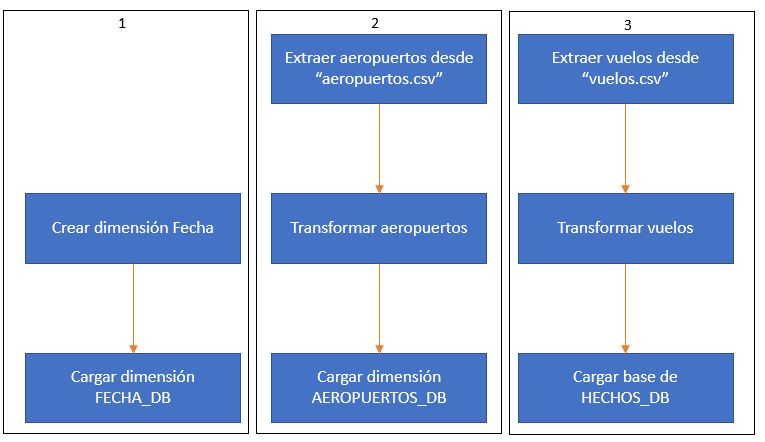 1
Crear dimensión Fecha
Cargar dimensión
FECHA_DB
2
Extraer aeropuertos desde
“aeropuertos.csv”
Transformar aeropuertos
Cargar dimensión
AEROPUERTOS_DB
3
Extraer vuelos desde
“vuelos.csv”
Transformar vuelos
Cargar base de
HECHOS_DB